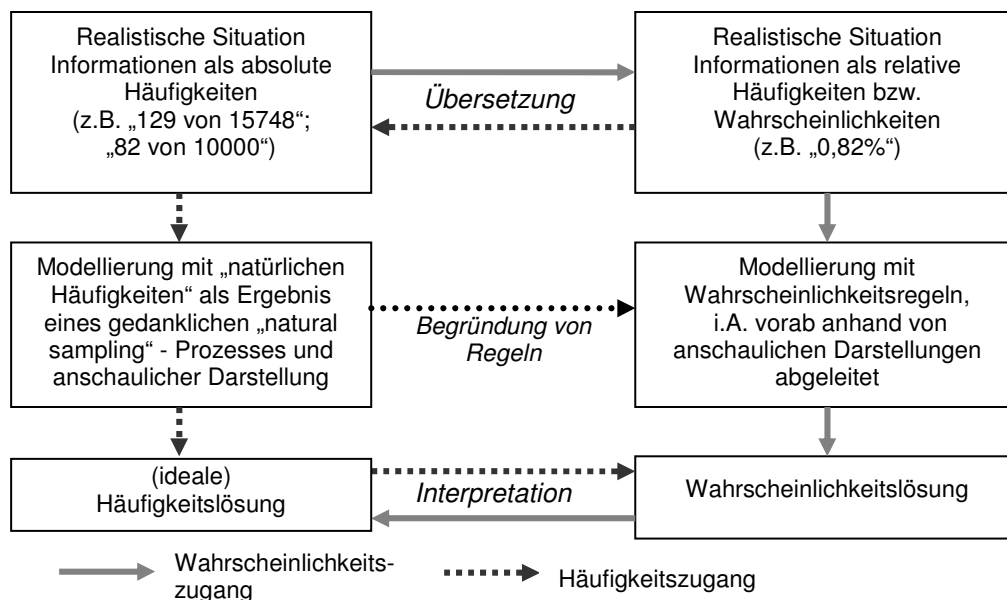 Realistische Situation
Informationen als absolute
Häufigkeiten
(z.B. „129 von 15748“;
„82 von 10000“)
Übersetzung
Realistische Situation
Informationen als relative
Häufigkeiten bzw.
Wahrscheinlichkeiten
(z.B. „0,82%“)
Modellierung mit „natürlichen
Häufigkeiten“ als Ergebnis
eines gedanklichen „natural
sampling“ - Prozesses und
anschaulicher Darstellung
Begründung von
Regeln
Modellierung mit
Wahrscheinlichkeitsregeln,
i.A. vorab anhand von
anschaulichen Darstellungen
abgeleitet
(ideale)
Häufigkeitslösung
Interpretation
Wahrscheinlichkeitslösung
Wahrscheinlichkeits-
zugang
Häufigkeitszugang